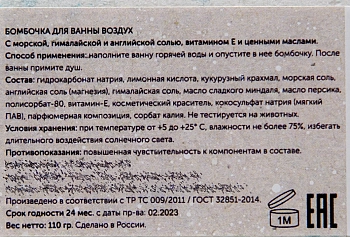 БОМБОЧКА ДЛЯ ВАННЫ ВОЗДУХ
С морской, гималайской и английской солью, витамином Е и ценными маслами.
Способ применения: наполните ванну горячей воды и опустите в нее бомбочку. После
ванны примите душ.
Состав: гидрокарбонат натрия, лимонная кислота, кукурузный крахмал, морская соль,
английская соль (магнезия), гималайская соль, масло сладкого миндаля, масло персика,
полисорбат-80, витамин-Е, косметический краситель, кокосульфат натрия (мягкий
ПАВ), парфюмерная композиция, сорбат калия. Не тестируется на животных.
Условия хранения: при температуре от +5 до +25° С, влажности не более 75%, избегать
длительного воздействия солнечного света.
Противопоказания: повышенная чувствительность к компонентам в составе.
Произведено в соответствии с ТР ТС 009/2011 / ГОСТ 32851-2014.
Срок годности 24 мес. с даты пр-ва: 02.2023
Вес нетто: 110 гр. Сделано в России.
1М
ЕАС